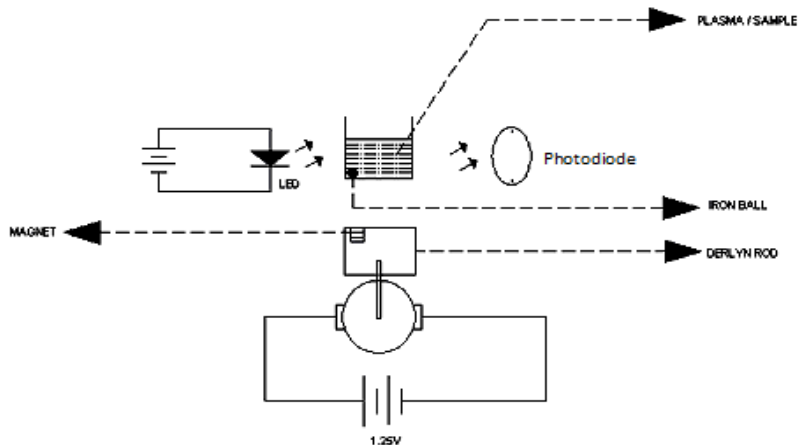 PLASMA / SAMPLE
Photodiode
LED
IRON BALL
MAGNET
DERLYN ROD
1.25V